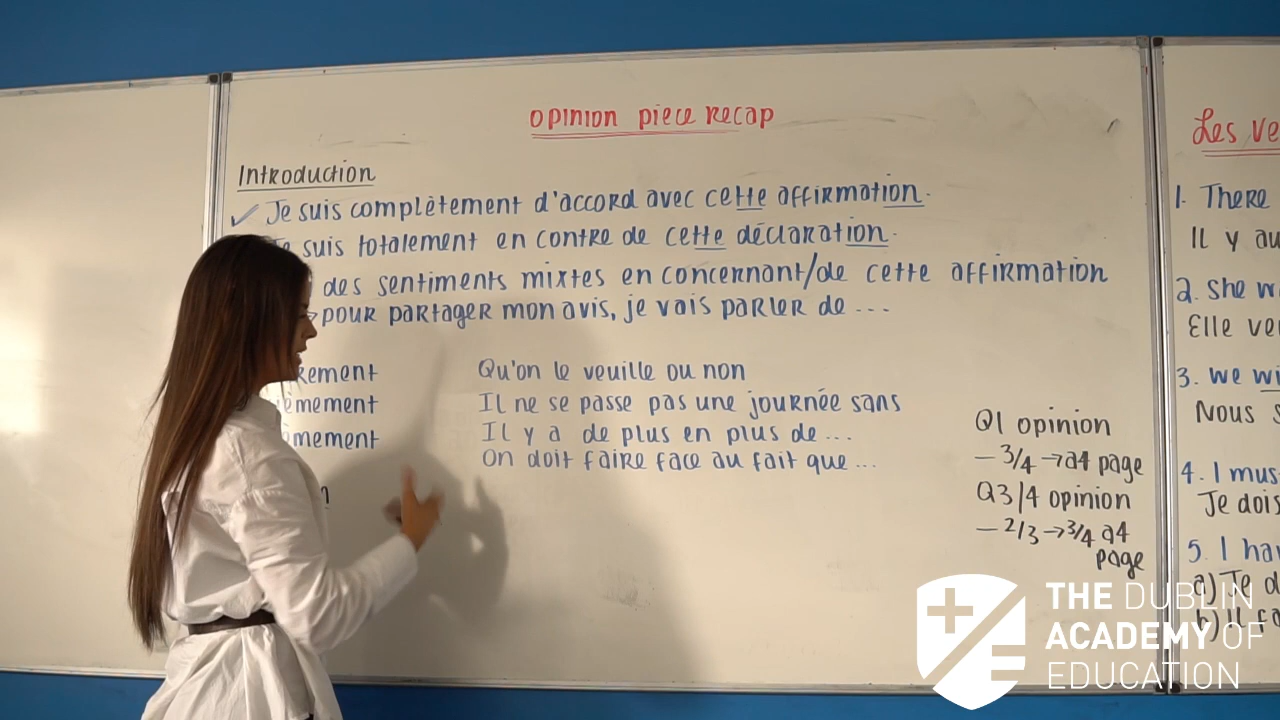 opinion piece recap
Introduction
✓ Je suis complètement d'accord avec cette affirmation.
suis totalement en contre de cette déclaration.
des sentiments mixtes en concernant/de cette affirmation
→ pour partager mon avis, je vais parler de ...
Qu'on le veuille ou non
Il ne se passe pas une journée sans
Il y a de plus en plus de ...
On doit faire face au fait que ...
Q1 opinion
- 3/4 → a4 page
Q3/4 opinion
- 2/3 → 3/4 a4
page
Les ve
1. There
Il y au
2. She w
Elle ve
3. We wi
Nous s
4. I mus
Je dois
5. I ha
a) Je d
b) Il fa
THE DUBLIN
ACADEMY OF
EDUCATION